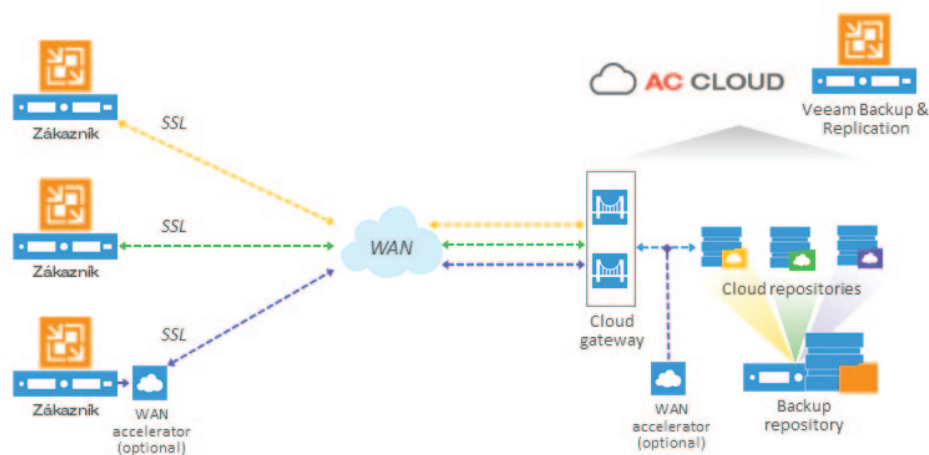 AC CLOUD
Veeam Backup &
Replication
Zákazník
SSL
Zákazník
SSL
WAN
Zákazník
SSL
WAN
accelerator
(optional)
Cloud
gateway
Cloud repositories
WAN
accelerator
(optional)
Backup
repository